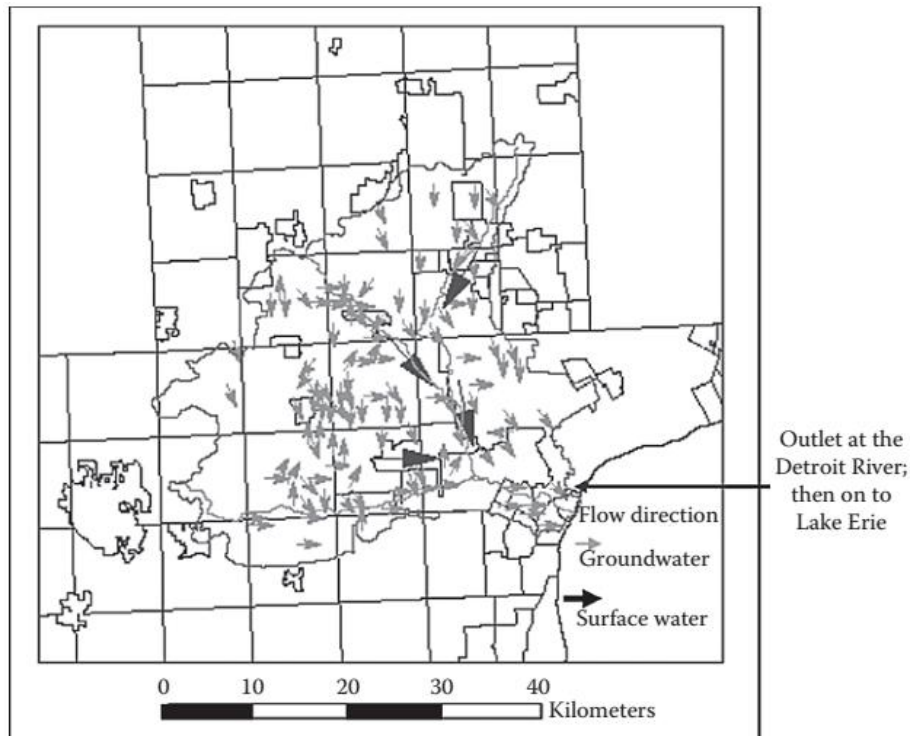 Outlet at the
Detroit River;
then on to
Lake Erie
Flow direction
Groundwater
Surface water
0 10 20 30 40
Kilometers